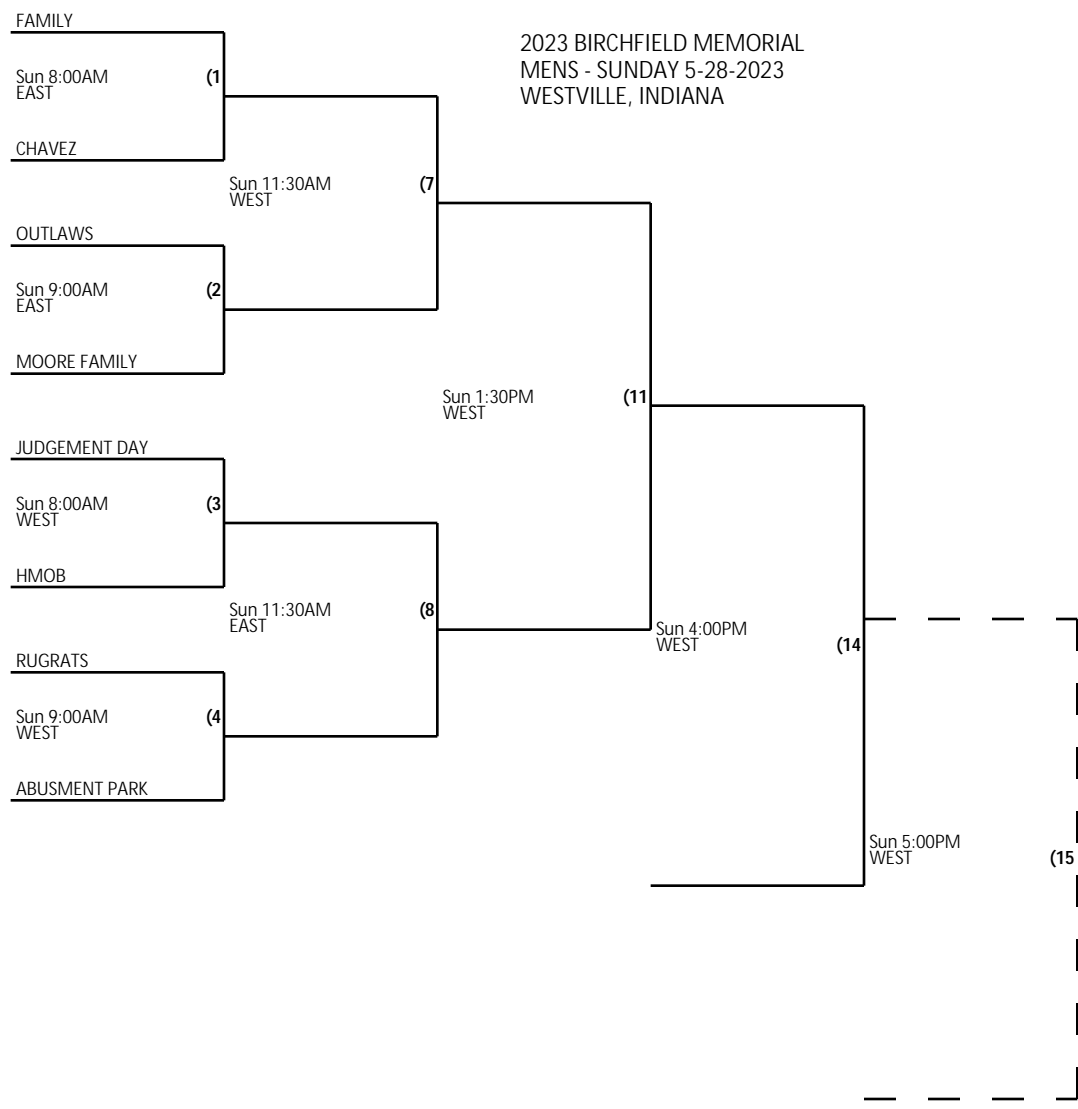 FAMILY
2023 BIRCHFIELD MEMORIAL
MENS - SUNDAY 5-28-2023
WESTVILLE, INDIANA
Sun 8:00AM (1
EAST
CHAVEZ
Sun 11:30AM (7
WEST
OUTLAWS
Sun 9:00AM (2
EAST
MOORE FAMILY
Sun 1:30PM (11
WEST
JUDGEMENT DAY
Sun 8:00AM (3
WEST
HMOB
Sun 11:30AM (8
EAST
Sun 4:00PM (14
WEST
RUGRATS
Sun 9:00AM (4
WEST
ABUSMENT PARK
Sun 5:00PM (15
WEST